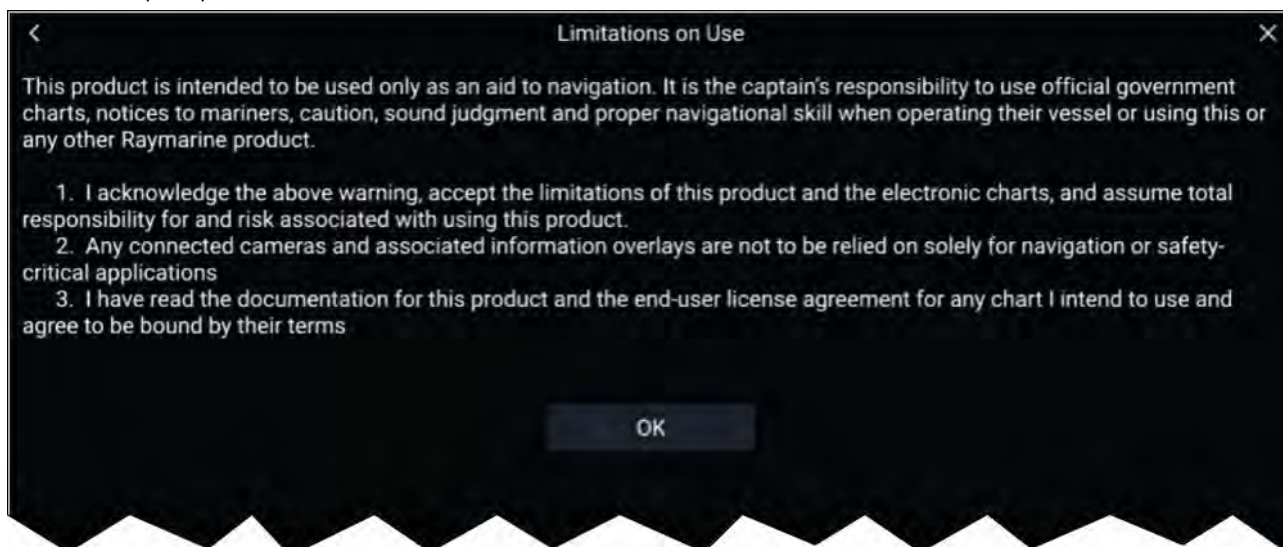 Limitations on Use
This product is intended to be used only as an aid to navigation. It is the captain's responsibility to use official government
charts, notices to mariners, caution, sound judgment and proper navigational skill when operating their vessel or using this or
any other Raymarine product.
1. I acknowledge the above warning, accept the limitations of this product and the electronic charts, and assume total
responsibility for and risk associated with using this product.
2. Any connected cameras and associated information overlays are not to be relied on solely for navigation or safety-
critical applications
3. I have read the documentation for this product and the end-user license agreement for any chart I intend to use and
agree to be bound by their terms
OK